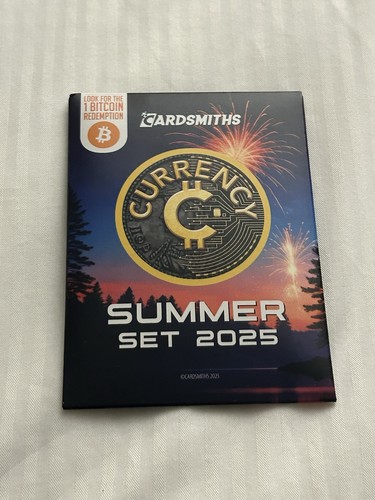 LOOK FOR THE
1 BITCOIN
REDEMPTION
CARDSMITHS
CURRENCY
SUMMER
SET 2025
©CARDSMITHS 2025